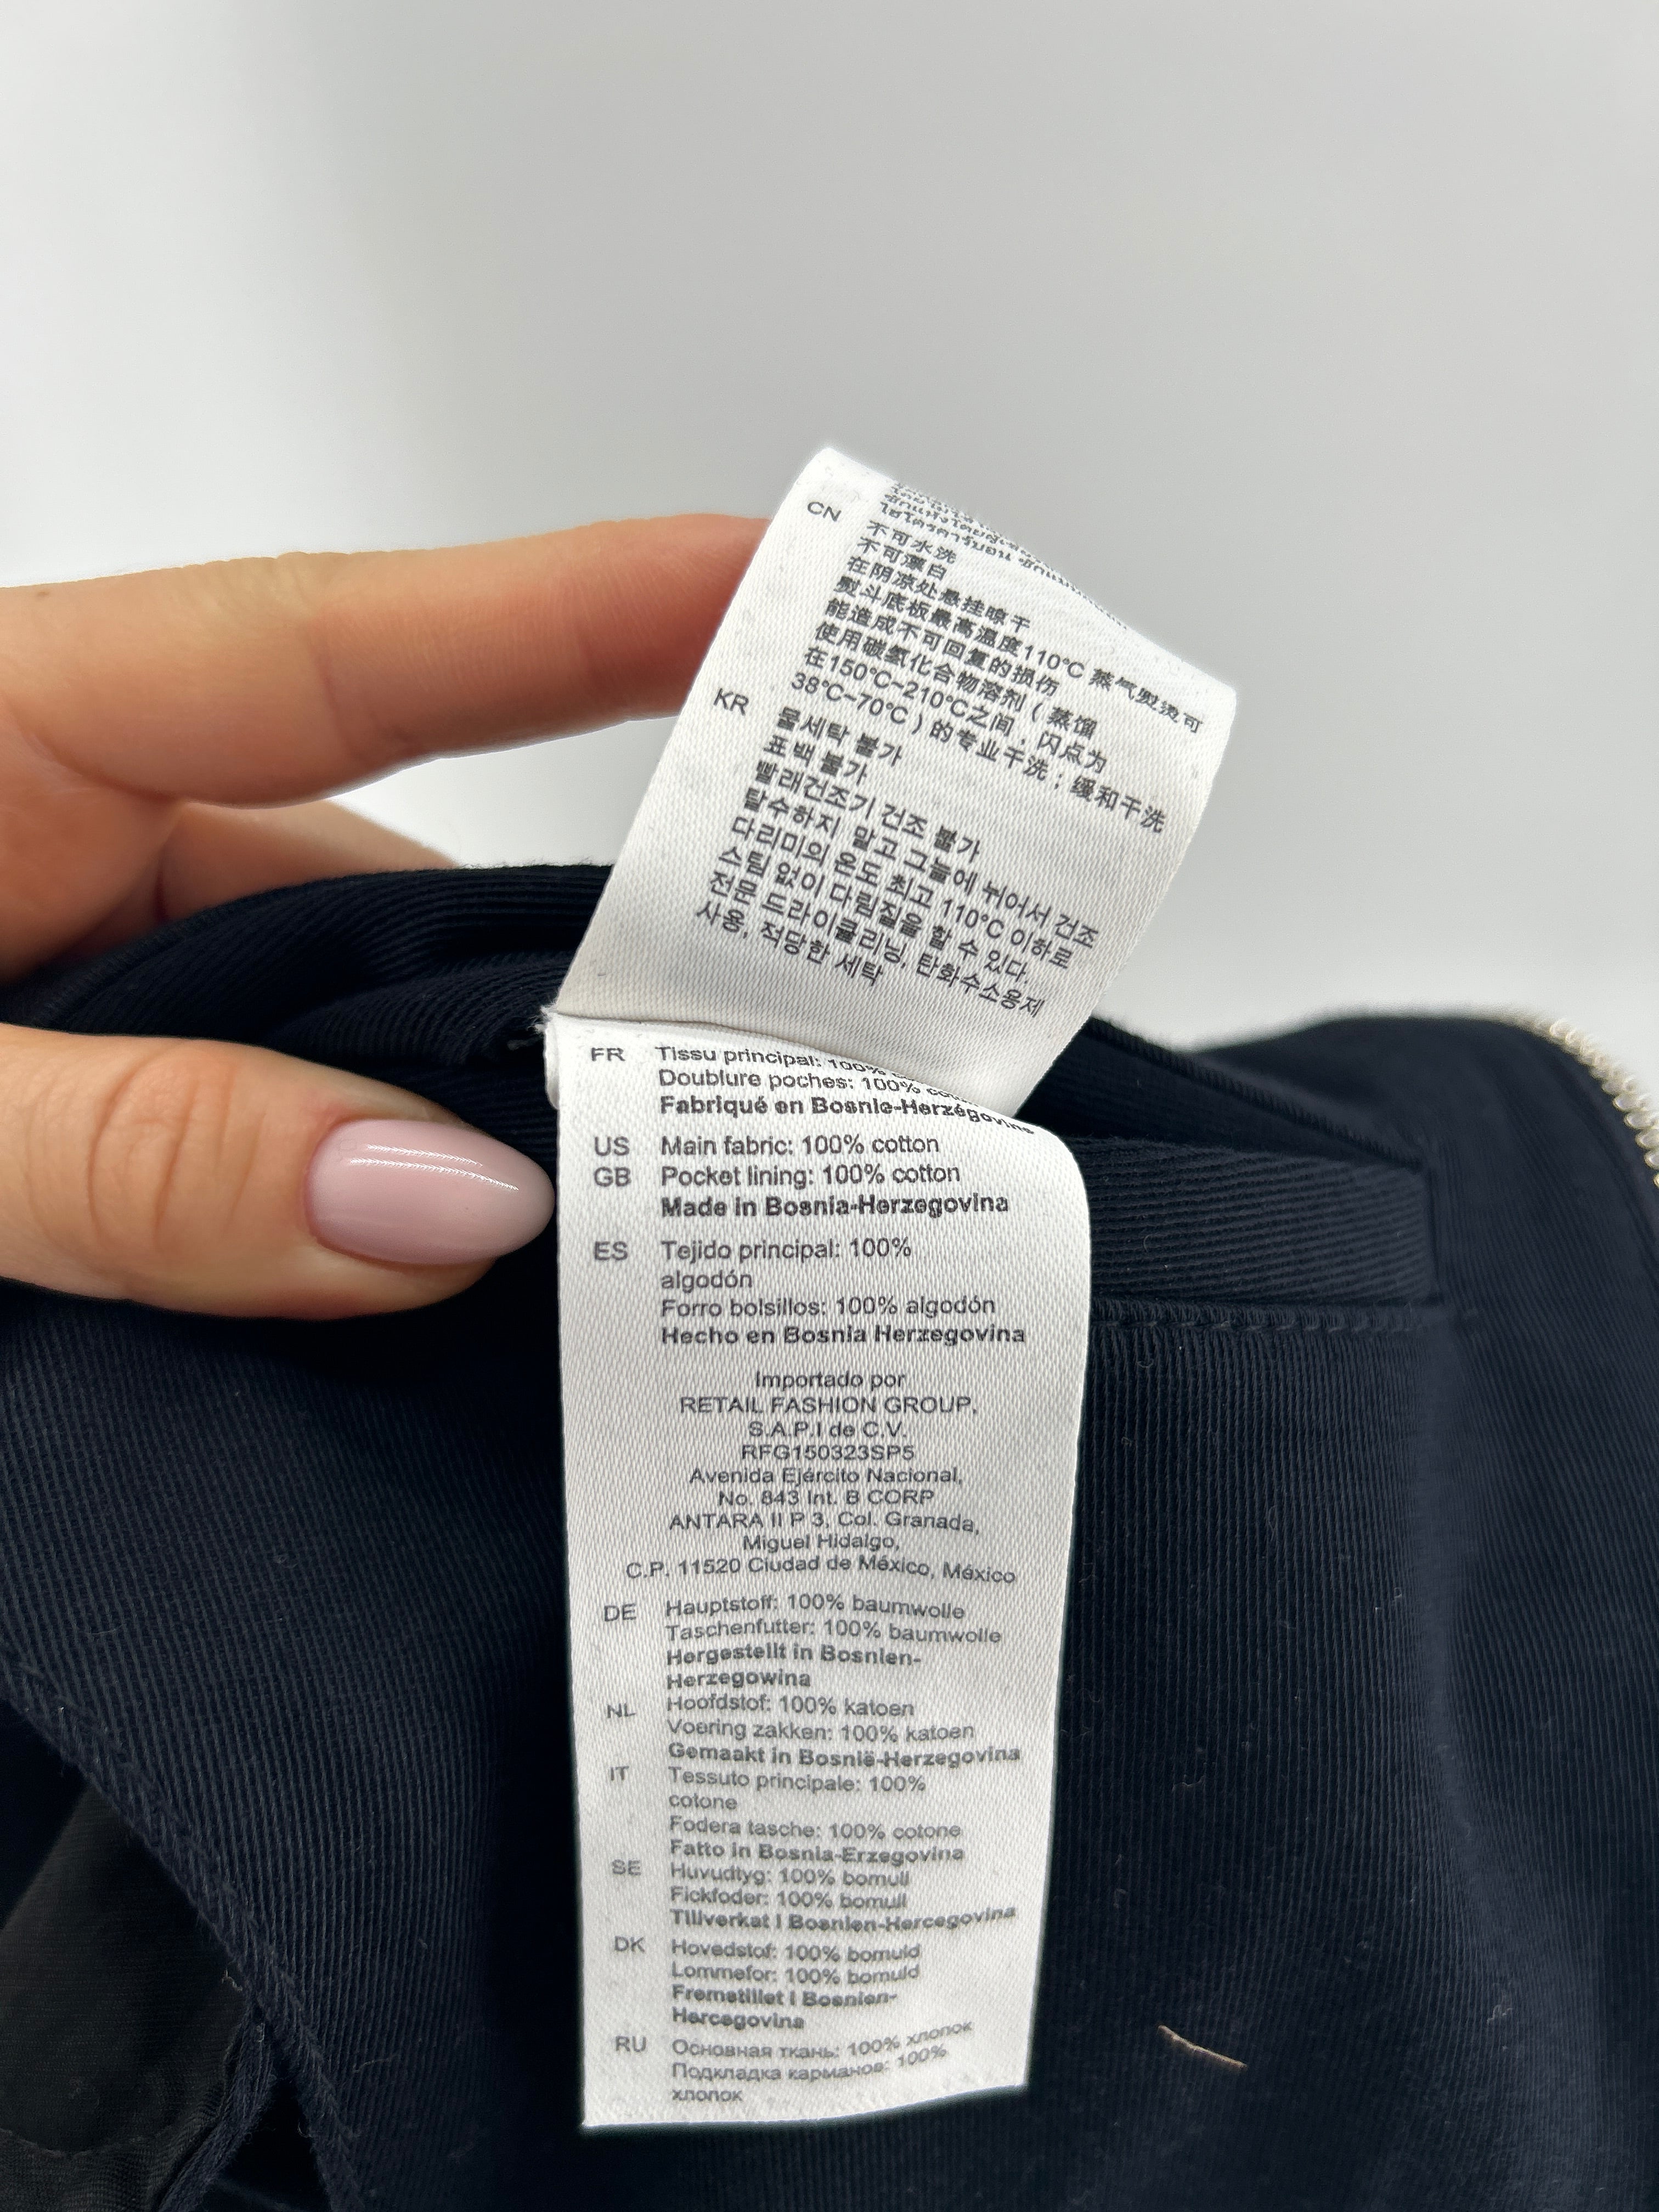 CN
不可水洗
不可漂白
在阴凉处悬挂晾干
熨斗底板最高温度110°C 蒸气熨烫可
能造成不可回复的损伤
使用碳氢化合物溶剂（蒸馏
在150°C~210°C之间，闪点为
38°C~70°C）的专业干洗；缓和干洗
KR 물세탁 불가
표백 불가
빨래건조기 건조 불가
탈수하지 말고 그늘에 뉘어서 건조
다리미의 온도 최고 110°C 이하로
스팀 없이 다림질을 할 수 있다.
전문 드라이클리닝, 탄화수소용제
사용, 적당한 세탁
FR Tissu principal: 100%
Doublure poches: 100%
Fabriqué en Bosnie-Herzégovine
US Main fabric: 100% cotton
GB Pocket lining: 100% cotton
Made in Bosnia-Herzegovina
ES Tejido principal: 100%
algodón
Forro bolsillos: 100% algodón
Hecho en Bosnia Herzegovina
Importado por
RETAIL FASHION GROUP,
S.A.P.I de C.V.
RFG150323SP5
Avenida Ejército Nacional,
No. 843 Int. B CORP
ANTARA II P 3, Col. Granada,
Miguel Hidalgo,
C.P. 11520 Ciudad de México, México
DE Hauptstoff: 100% baumwolle
Taschenfutter: 100% baumwolle
Hergestellt in Bosnien-
Herzegowina
NL Hoofdstof: 100% katoen
Voering zakken: 100% katoen
Gemaakt in Bosnië-Herzegovina
IT Tessuto principale: 100%
cotone
Fodera tasche: 100% cotone
Fatto in Bosnia-Erzegovina
SE Huvudtyg: 100% bomull
Fickfoder: 100% bomull
Tillverkat i Bosnien-Hercegovina
DK Hovedstof: 100% bomuld
Lommefor: 100% bomuld
Fremstillet i Bosnien-
Hercegovina
RU Основная ткань: 100% хлопок
Подкладка карманов: 100%
хлопок